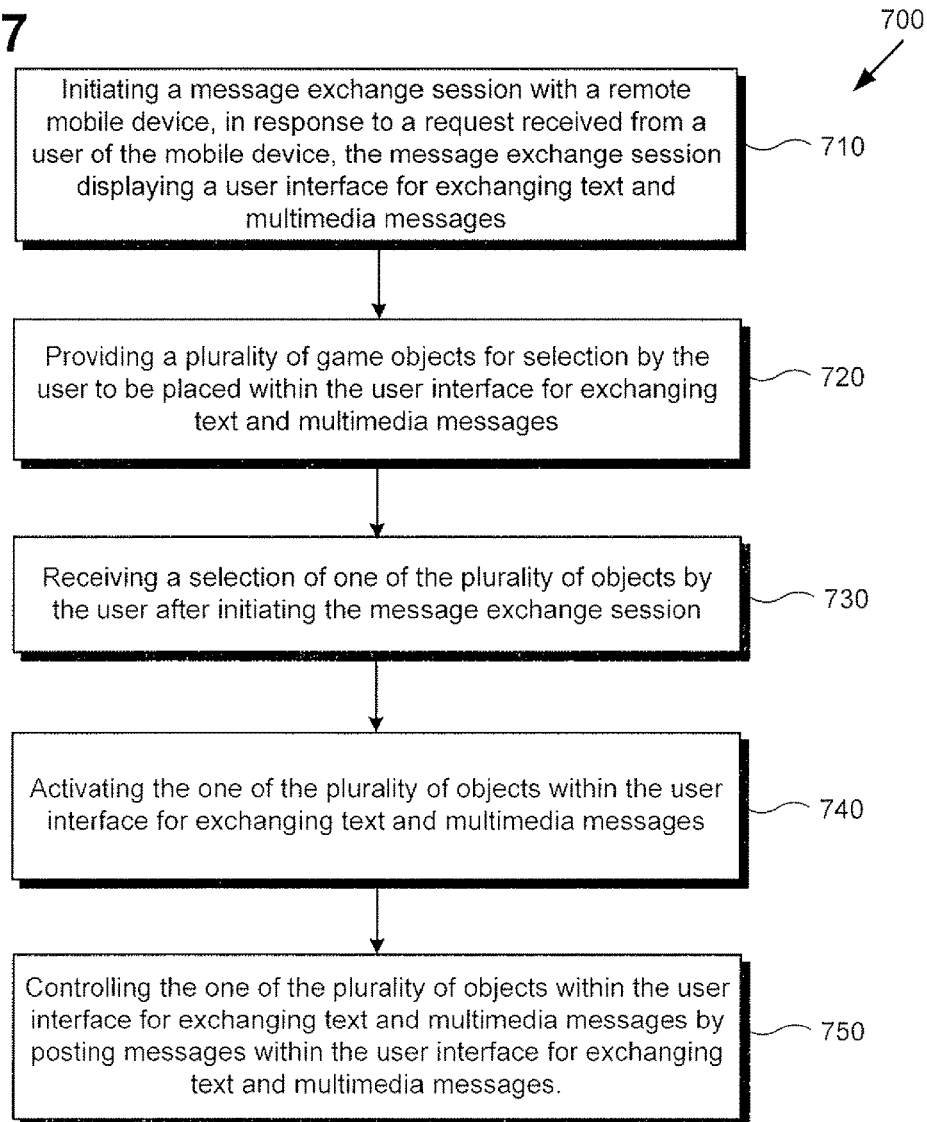 7
700
Initiating a message exchange session with a remote
mobile device, in response to a request received from a
user of the mobile device, the message exchange session
displaying a user interface for exchanging text and
multimedia messages
710
Providing a plurality of game objects for selection by the
user to be placed within the user interface for exchanging
text and multimedia messages
720
Receiving a selection of one of the plurality of objects by
the user after initiating the message exchange session
730
Activating the one of the plurality of objects within the user
interface for exchanging text and multimedia messages
740
Controlling the one of the plurality of objects within the user
interface for exchanging text and multimedia messages by
posting messages within the user interface for exchanging
text and multimedia messages.
750